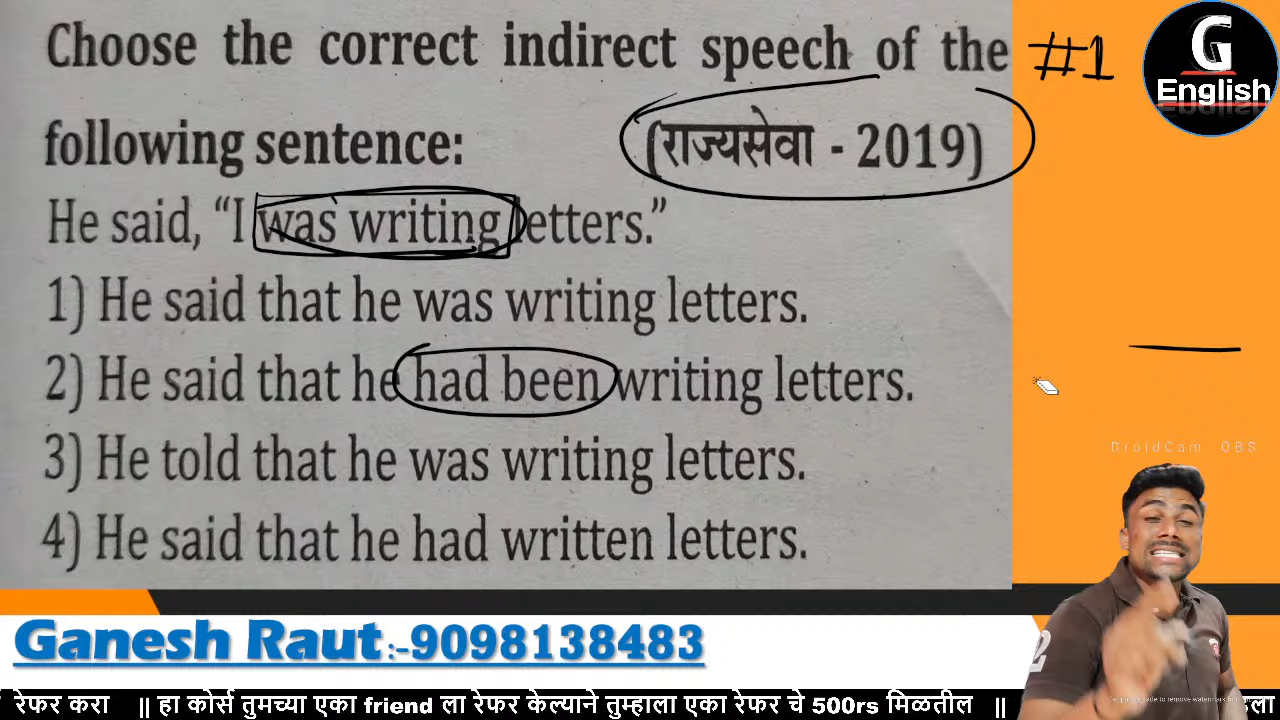 Choose the correct indirect speech of the #1
G
English
following sentence: (राज्यसेवा - 2019)
He said, “I was writing letters.”
1) He said that he was writing letters.
2) He said that he had been writing letters.
3) He told that he was writing letters.
4) He said that he had written letters.
DroidCam OBS
2
Ganesh Raut:-9098138483
रेफर करा || हा कोर्स तुमच्या एका friend ला रेफर केल्याने तुम्हाला एका रेफर चे 500rs मिळतील ||